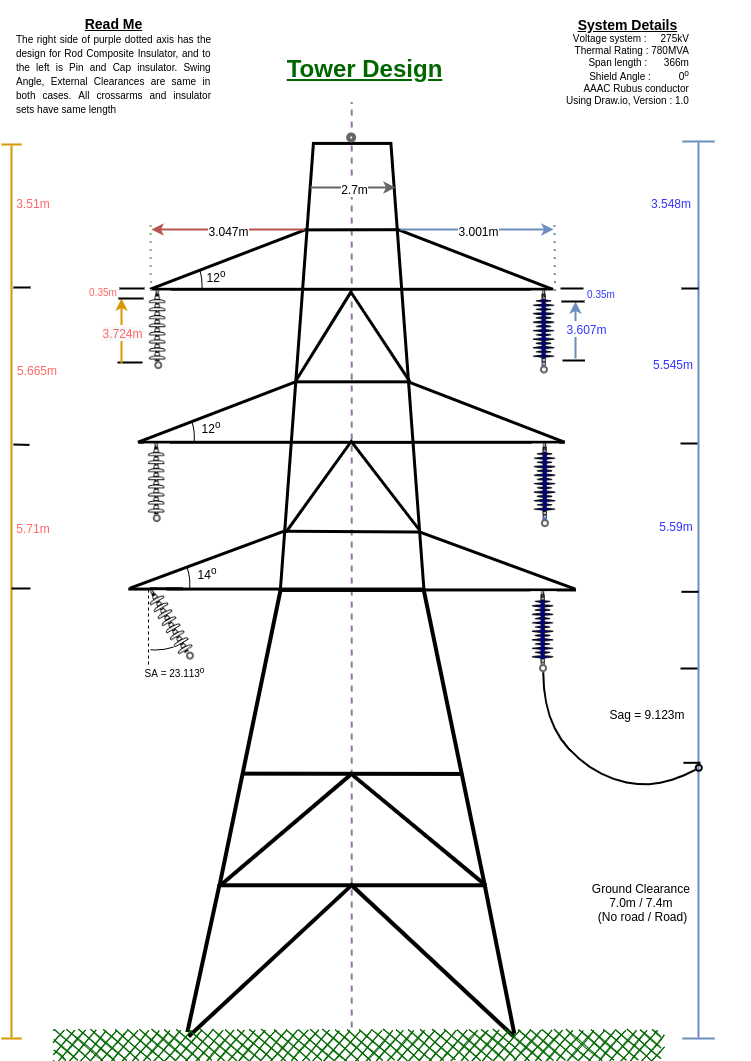 Read Me
The right side of purple dotted axis has the
design for Rod Composite Insulator, and to
the left is Pin and Cap insulator. Swing
Angle, External Clearances are same in
both cases. All crossarms and insulator
sets have same length
System Details
Voltage system : 275kV
Thermal Rating : 780MVA
Span length : 366m
Shield Angle : 0º
AAAC Rubus conductor
Using Draw.io, Version : 1.0
Tower Design
3.51m
2.7m
3.548m
3.047m
3.001m
12º
0.35m
0.35m
3.724m
3.607m
5.665m
5.545m
12º
5.71m
5.59m
14º
SA = 23.113º
Sag = 9.123m
Ground Clearance
7.0m / 7.4m
(No road / Road)